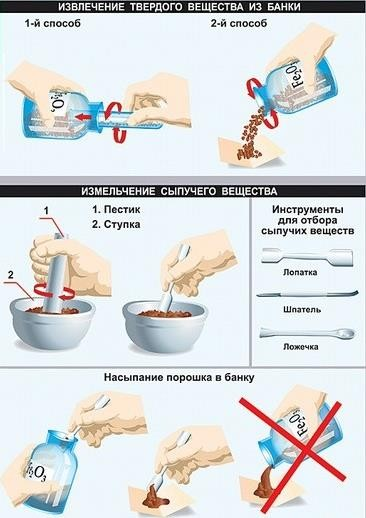 ИЗВЛЕЧЕНИЕ ТВЕРДОГО ВЕЩЕСТВА ИЗ БАНКИ
1-й способ
2-й способ
Fe₂O₃
ИЗМЕЛЬЧЕНИЕ СЫПУЧЕГО ВЕЩЕСТВА
1
1. Пестик
2. Ступка
2
Инструменты
для отбора
сыпучих веществ
Лопатка
Шпатель
Ложечка
Насыпание порошка в банку
Fe₂O₃